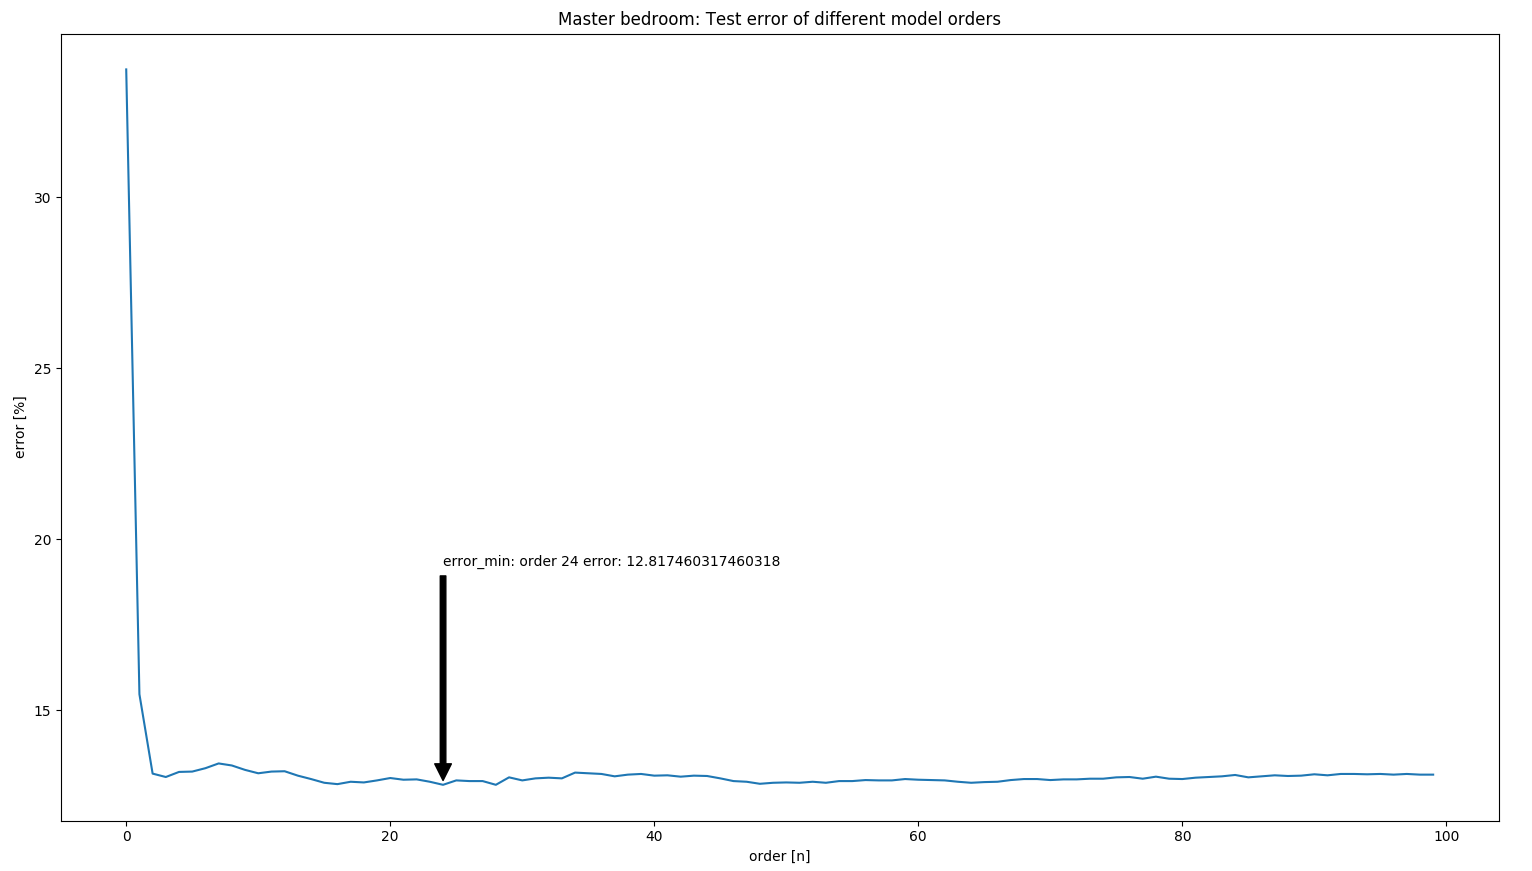 Master bedroom: Test error of different model orders
30
25
20
15
error [%]
error_min: order 24 error: 12.817460317460318
0 20 40 60 80 100
order [n]